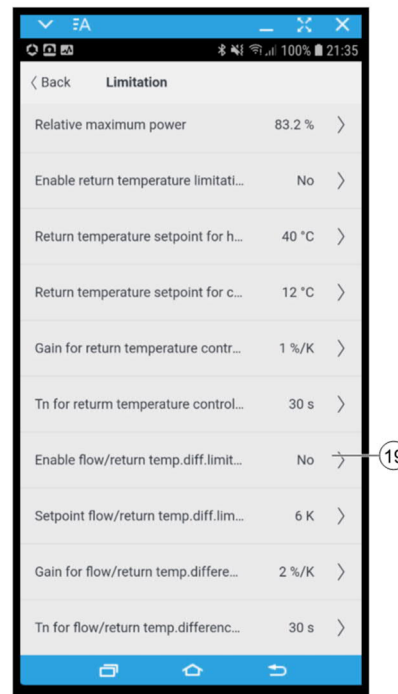 100% 21:35
Back Limitation
Relative maximum power 83.2 %
Enable return temperature limitati... No
Return temperature setpoint for h... 40 °C
Return temperature setpoint for c... 12 °C
Gain for return temperature contr... 1 %/K
Tn for returm temperature control... 30 s
Enable flow/return temp.diff.limit... No
19
Setpoint flow/return temp.diff.lim... 6 K
Gain for flow/return temp.differe... 2 %/K
Tn for flow/return temp.differenc... 30 s